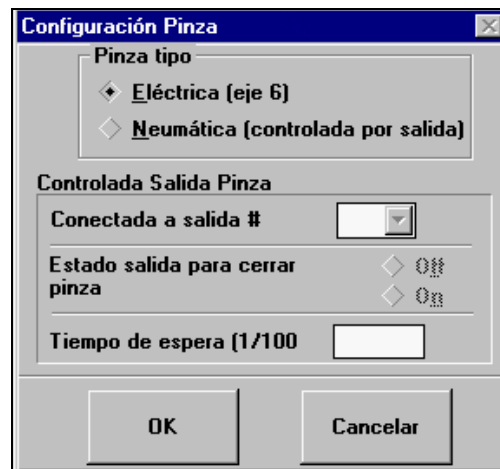 Configuración Pinza
Pinza tipo
Eléctrica (eje 6)
Neumática (controlada por salida)
Controlada Salida Pinza
Conectada a salida #
Estado salida para cerrar
pinza
Off
On
Tiempo de espera (1/100
OK
Cancelar